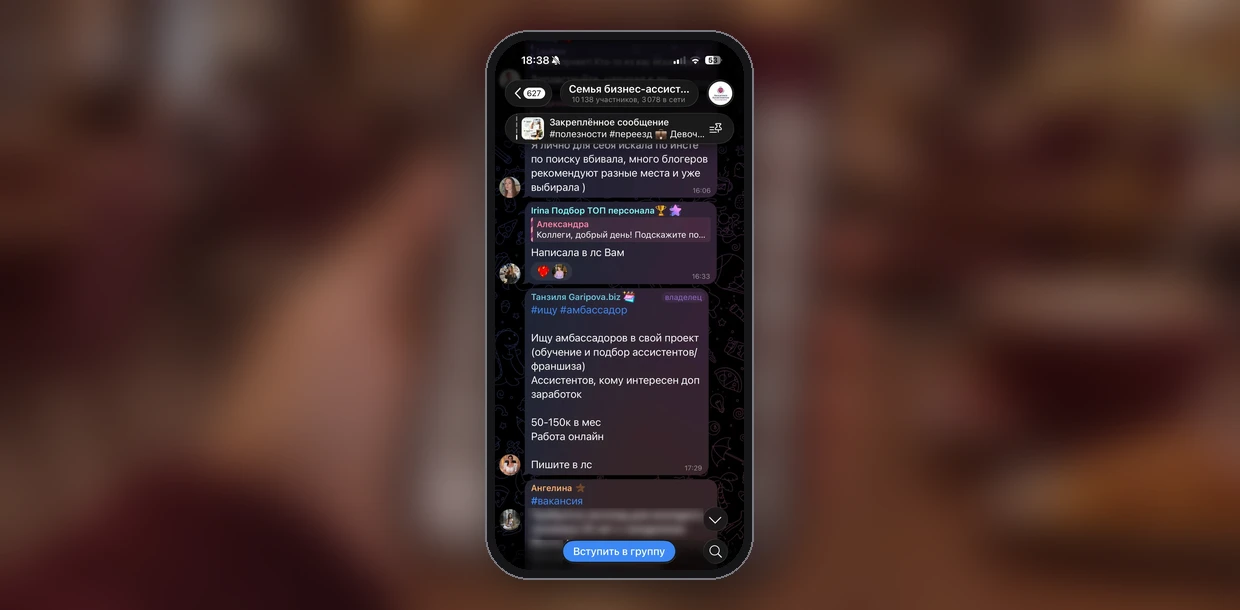 18:38
53
627
Семья бизнес-ассист...
10 138 участников, 3 078 в сет...
Закреплённое сообщение
#полезности #переезд 💼 Девоч...
Я лично для себя искала по инсте
по поиску вбивала, много блогеров
рекомендуют разные места и уже
выбирала )
16:06
Irina Подбор ТОП персонала🏆
Александра
Коллеги, добрый день! Подскажите по...
Написала в лс Вам
16:33
Танзиля Garipova.biz
владелец
#ищу #амбассадор
Ищу амбассадоров в свой проект
(обучение и подбор ассистентов/
франшиза)
Ассистентов, кому интересен доп
заработок
50-150к в мес
Работа онлайн
Пишите в лс
17:29
Ангелина
#вакансия
Вступить в группу